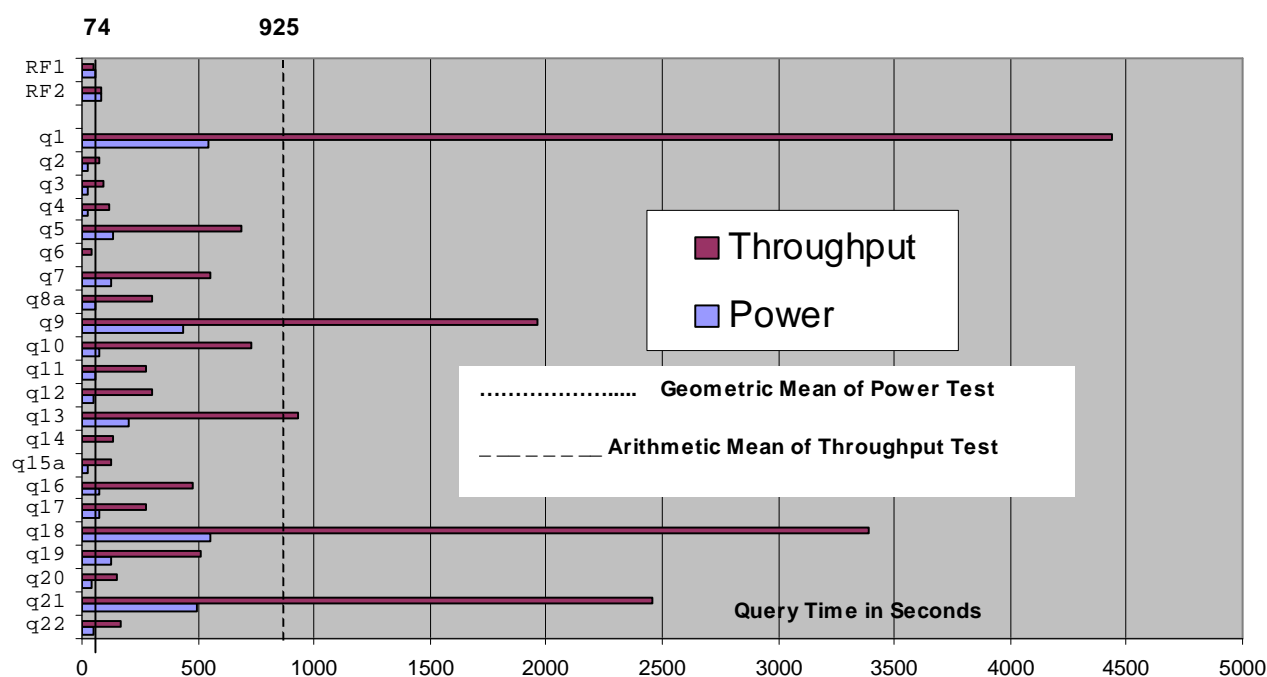 74 925
RF1
RF2
q1
q2
q3
q4
q5
q6
q7
q8a
q9
q10
q11
q12
q13
q14
q15a
q16
q17
q18
q19
q20
q21
q22
Throughput
Power
........................ Geometric Mean of Power Test
_ __ _ _ _ __ Arithmetic Mean of Throughput Test
Query Time in Seconds
0 500 1000 1500 2000 2500 3000 3500 4000 4500 5000